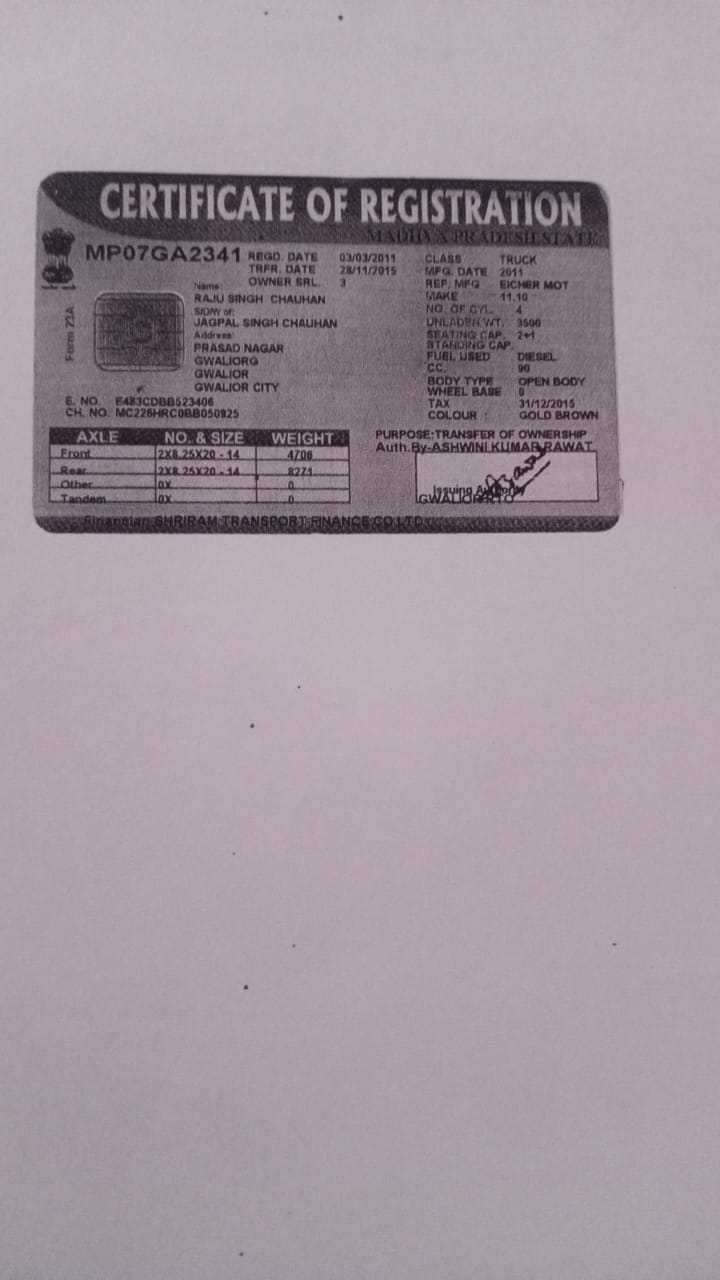 CERTIFICATE OF REGISTRATION
MADHYA PRADESH STATE
MP07GA2341
REGD. DATE 03/03/2011
TRFR. DATE 28/11/2015
OWNER SRL. 3
Name:
RAJU SINGH CHAUHAN
S/D/W of:
JAGPAL SINGH CHAUHAN
Address:
PRASAD NAGAR
GWALIORG
GWALIOR
GWALIOR CITY
Form 23A
E. NO. E483CDBB523406
CH. NO. MC226HRC0BB050925
CLASS TRUCK
MFG. DATE 2011
REF. MFG EICHER MOT
MAKE 11.10
NO. OF CYL. 4
UNLADEN WT. 3500
SEATING CAP. 2+1
STANDING CAP.
FUEL USED DIESEL
CC. 90
BODY TYPE OPEN BODY
WHEEL BASE 0
TAX 31/12/2015
COLOUR : GOLD BROWN
AXLE NO. & SIZE WEIGHT
Front 2X8.25X20 - 14 4706
Rear 2X8.25X20 - 14 8271
Other 0X 0
Tandem 0X 0
PURPOSE:TRANSFER OF OWNERSHIP
Auth.By-ASHWINI KUMAR RAWAT
Issuing Authority
GWALIOR RTO
Financier: SHRIRAM TRANSPORT FINANCE CO LTD